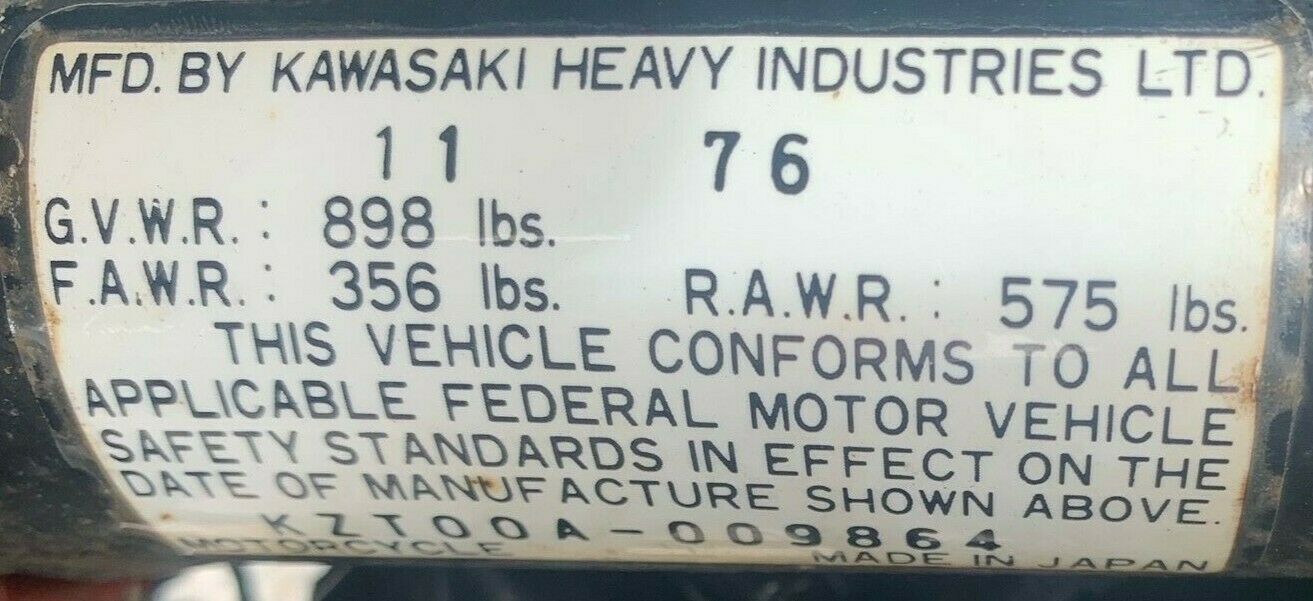 MFD. BY KAWASAKI HEAVY INDUSTRIES LTD.
11 76
G.V.W.R.: 898 lbs.
F.A.W.R.: 356 lbs. R.A.W.R.: 575 lbs.
THIS VEHICLE CONFORMS TO ALL
APPLICABLE FEDERAL MOTOR VEHICLE
SAFETY STANDARDS IN EFFECT ON THE
DATE OF MANUFACTURE SHOWN ABOVE.
KZT00A-009864
MOTORCYCLE MADE IN JAPAN